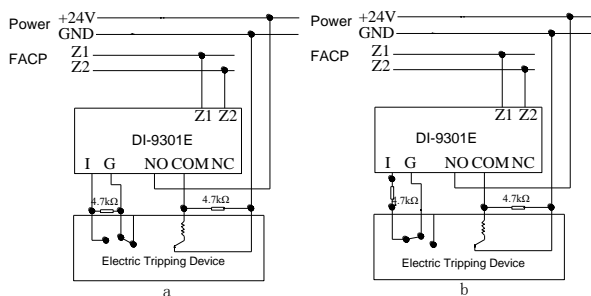 Power +24V
GND
FACP Z1
Z2
Z1 Z2
DI-9301E
I G NO COM NC
4.7kΩ 4.7kΩ
Electric Tripping Device
a
Power +24V
GND
FACP Z1
Z2
Z1 Z2
DI-9301E
I G NO COM NC
4.7kΩ 4.7kΩ
Electric Tripping Device
b